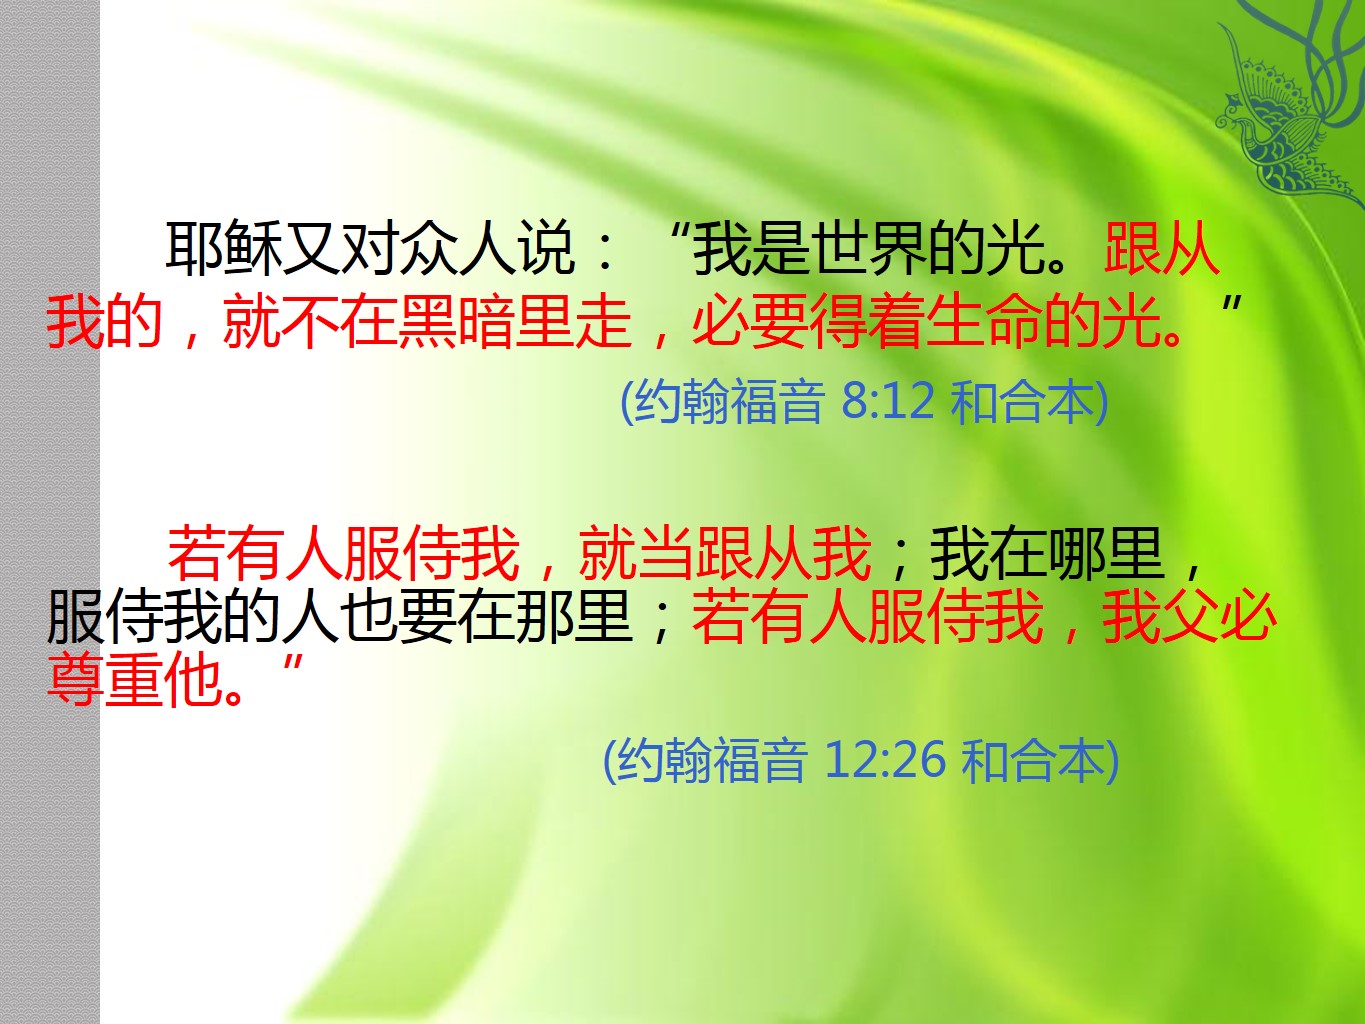 耶稣又对众人说：“我是世界的光。跟从
我的，就不在黑暗里走，必要得着生命的光。”
(约翰福音 8:12 和合本)
若有人服侍我，就当跟从我；我在哪里，
服侍我的人也要在那里；若有人服侍我，我父必
尊重他。”
(约翰福音 12:26 和合本)